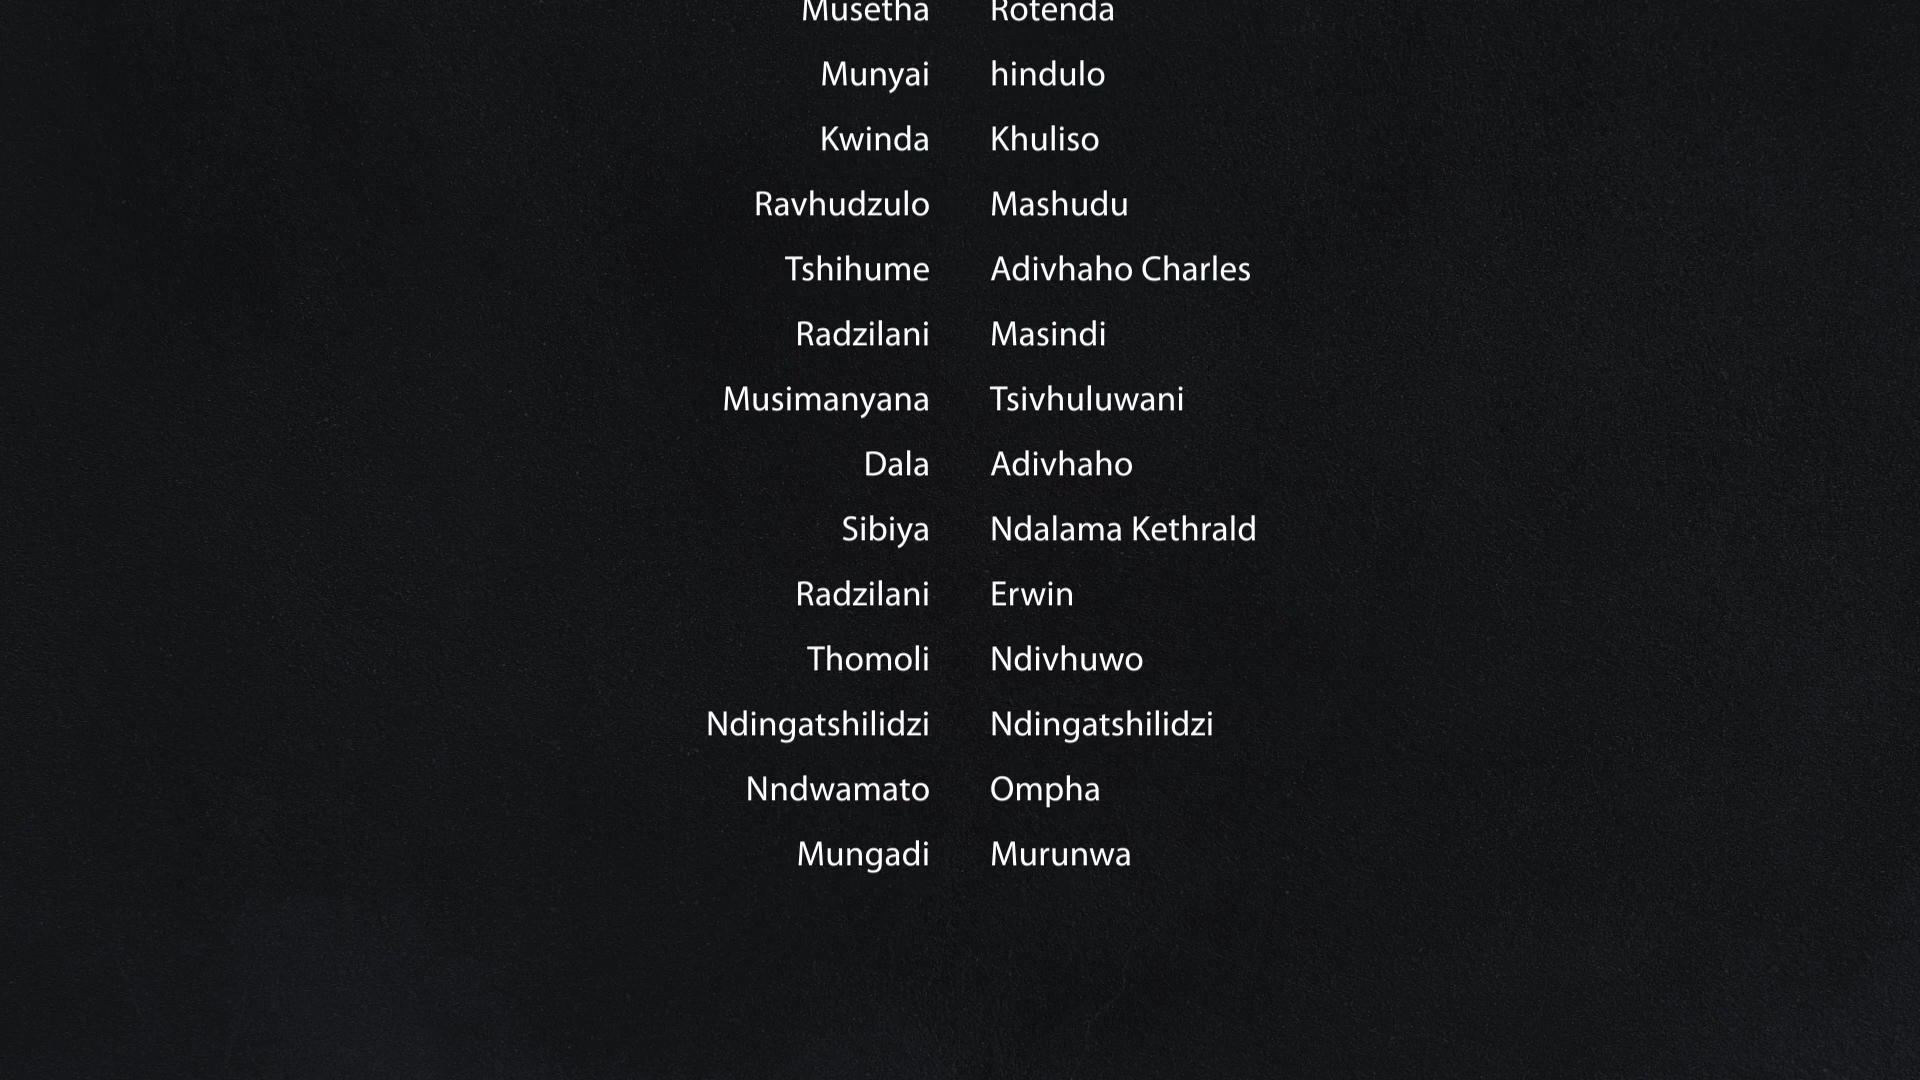 Musetha Rotenda
Munyai hindulo
Kwinda Khuliso
Ravhudzulo Mashudu
Tshihume Adivhaho Charles
Radzilani Masindi
Musimanyana Tsivhuluwani
Dala Adivhaho
Sibiya Ndalama Kethrald
Radzilani Erwin
Thomoli Ndivhuwo
Ndingatshilidzi Ndingatshilidzi
Nndwamato Ompha
Mungadi Murunwa